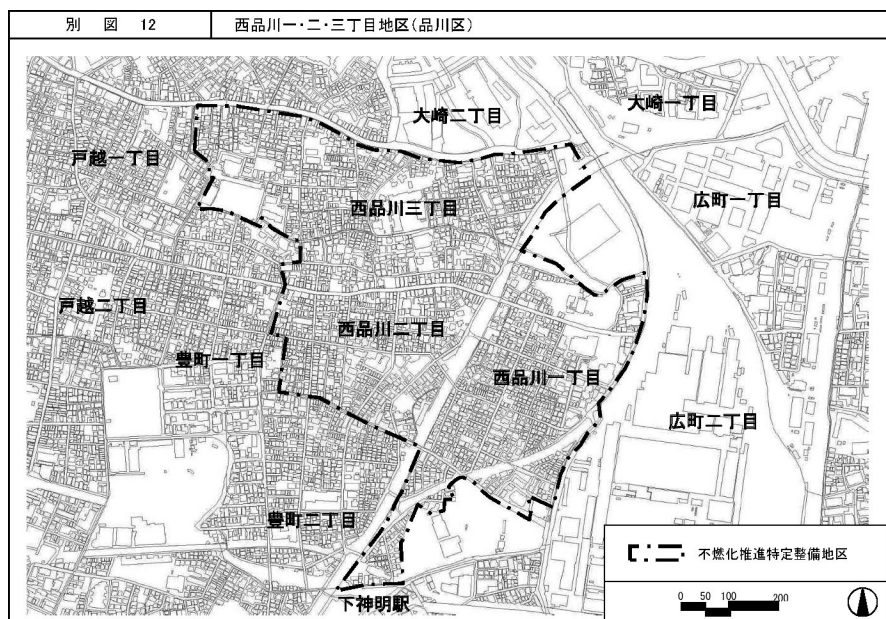 別 図 12
西品川一・二・三丁目地区(品川区)
大崎二丁目
大崎一丁目
戸越一丁目
広町一丁目
西品川三丁目
戸越二丁目
西品川二丁目
豊町一丁目
西品川一丁目
広町二丁目
豊町二丁目
下神明駅
不燃化推進特定整備地区
0 50 100 200